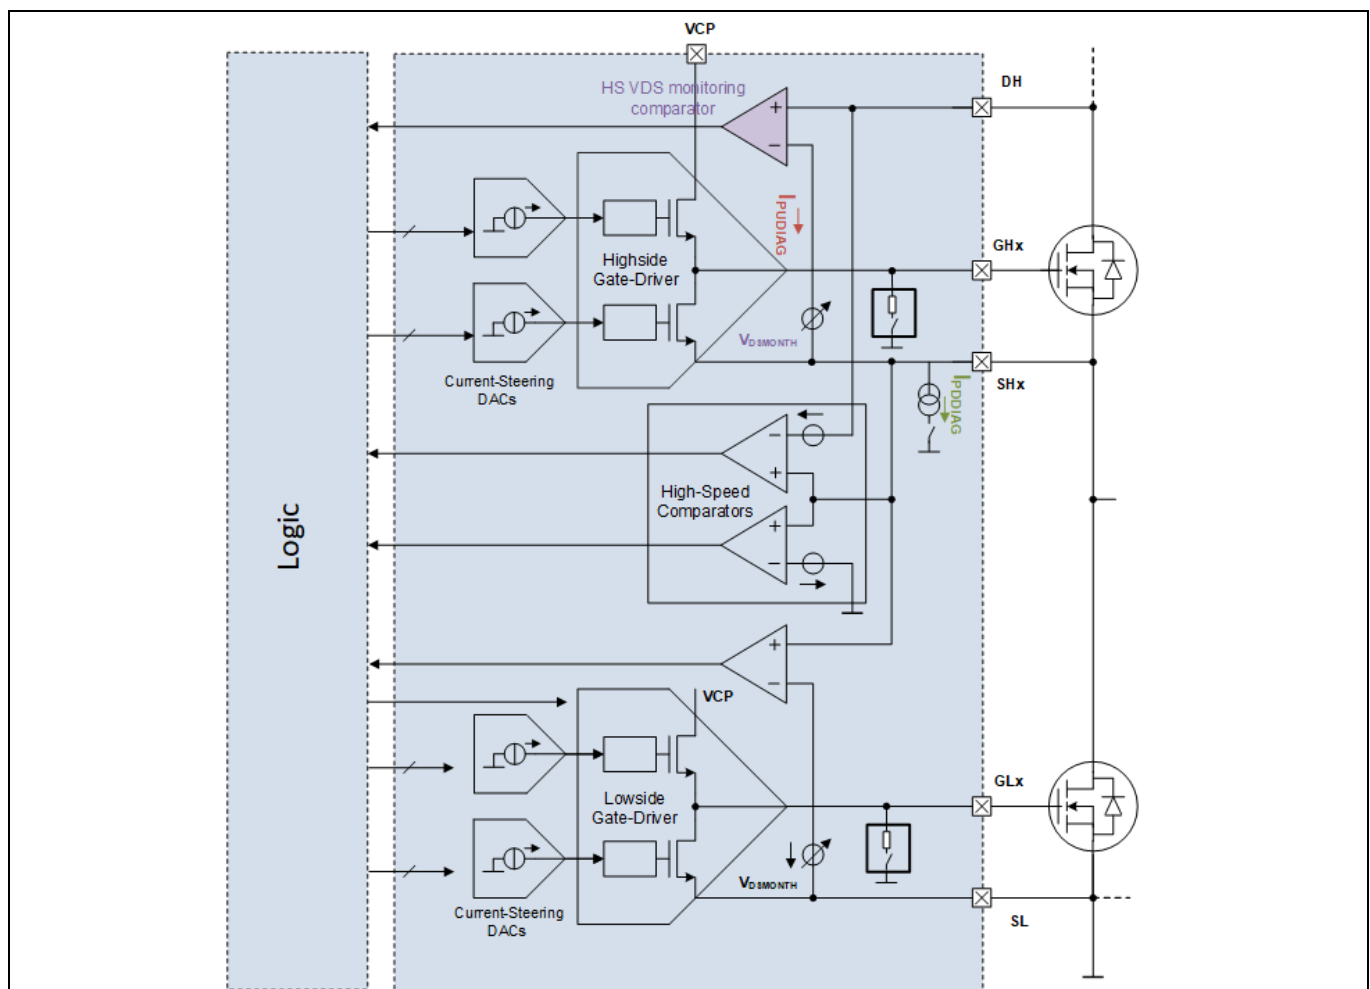 VCP
HS VDS monitoring
comparator
DH
+
−
IPUDIAG
Highside
Gate-Driver
GHx
VDSMONTH
Current-Steering
DACs
SHx
IPDDIAG
−
+
High-Speed
Comparators
+
−
Logic
+
−
VCP
Lowside
Gate-Driver
GLx
VDSMONTH
Current-Steering
DACs
SL